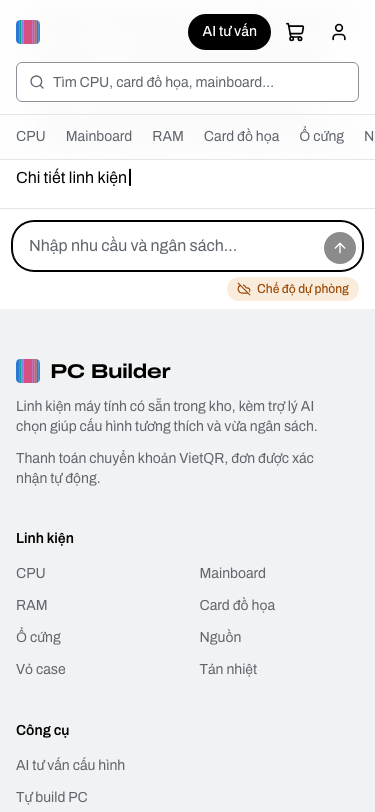 AI tư vấn
Tìm CPU, card đồ họa, mainboard...
CPU Mainboard RAM Card đồ họa Ổ cứng N
Chi tiết linh kiện
Nhập nhu cầu và ngân sách...
Chế độ dự phòng
PC Builder
Linh kiện máy tính có sẵn trong kho, kèm trợ lý AI
chọn giúp cấu hình tương thích và vừa ngân sách.
Thanh toán chuyển khoản VietQR, đơn được xác
nhận tự động.
Linh kiện
CPU Mainboard
RAM Card đồ họa
Ổ cứng Nguồn
Vỏ case Tản nhiệt
Công cụ
AI tư vấn cấu hình
Tự build PC